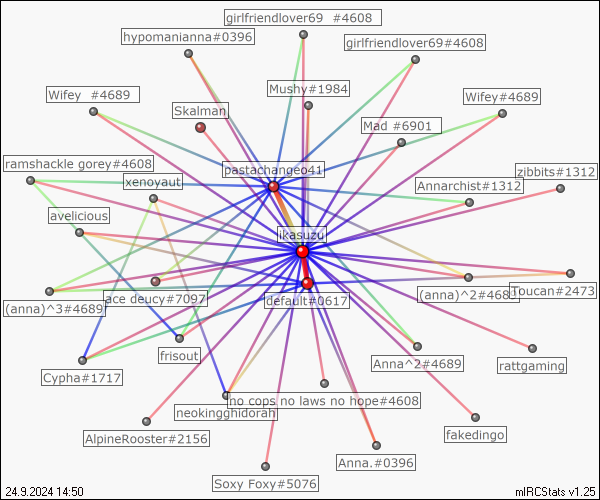 girlfriendlover69  #4608
hypomanianna#0396
girlfriendlover69#4608
Wifey  #4689
Mushy#1984
Wifey#4689
Skalman
Mad #6901
ramshackle gorey#4608
pastachangeo41
zibbits#1312
xenoyaut
Annarchist#1312
avelicious
ikasuzu
(anna)^3#4689
ace deucy#7097
default#0617
(anna)^2#468
Toucan#2473
frisout
Anna^2#4689
rattgaming
Cypha#1717
no cops no laws no hope#4608
neokingghidorah
AlpineRooster#2156
fakedingo
Anna.#0396
Soxy Foxy#5076
24.9.2024 14:50
mIRCStats v1.25